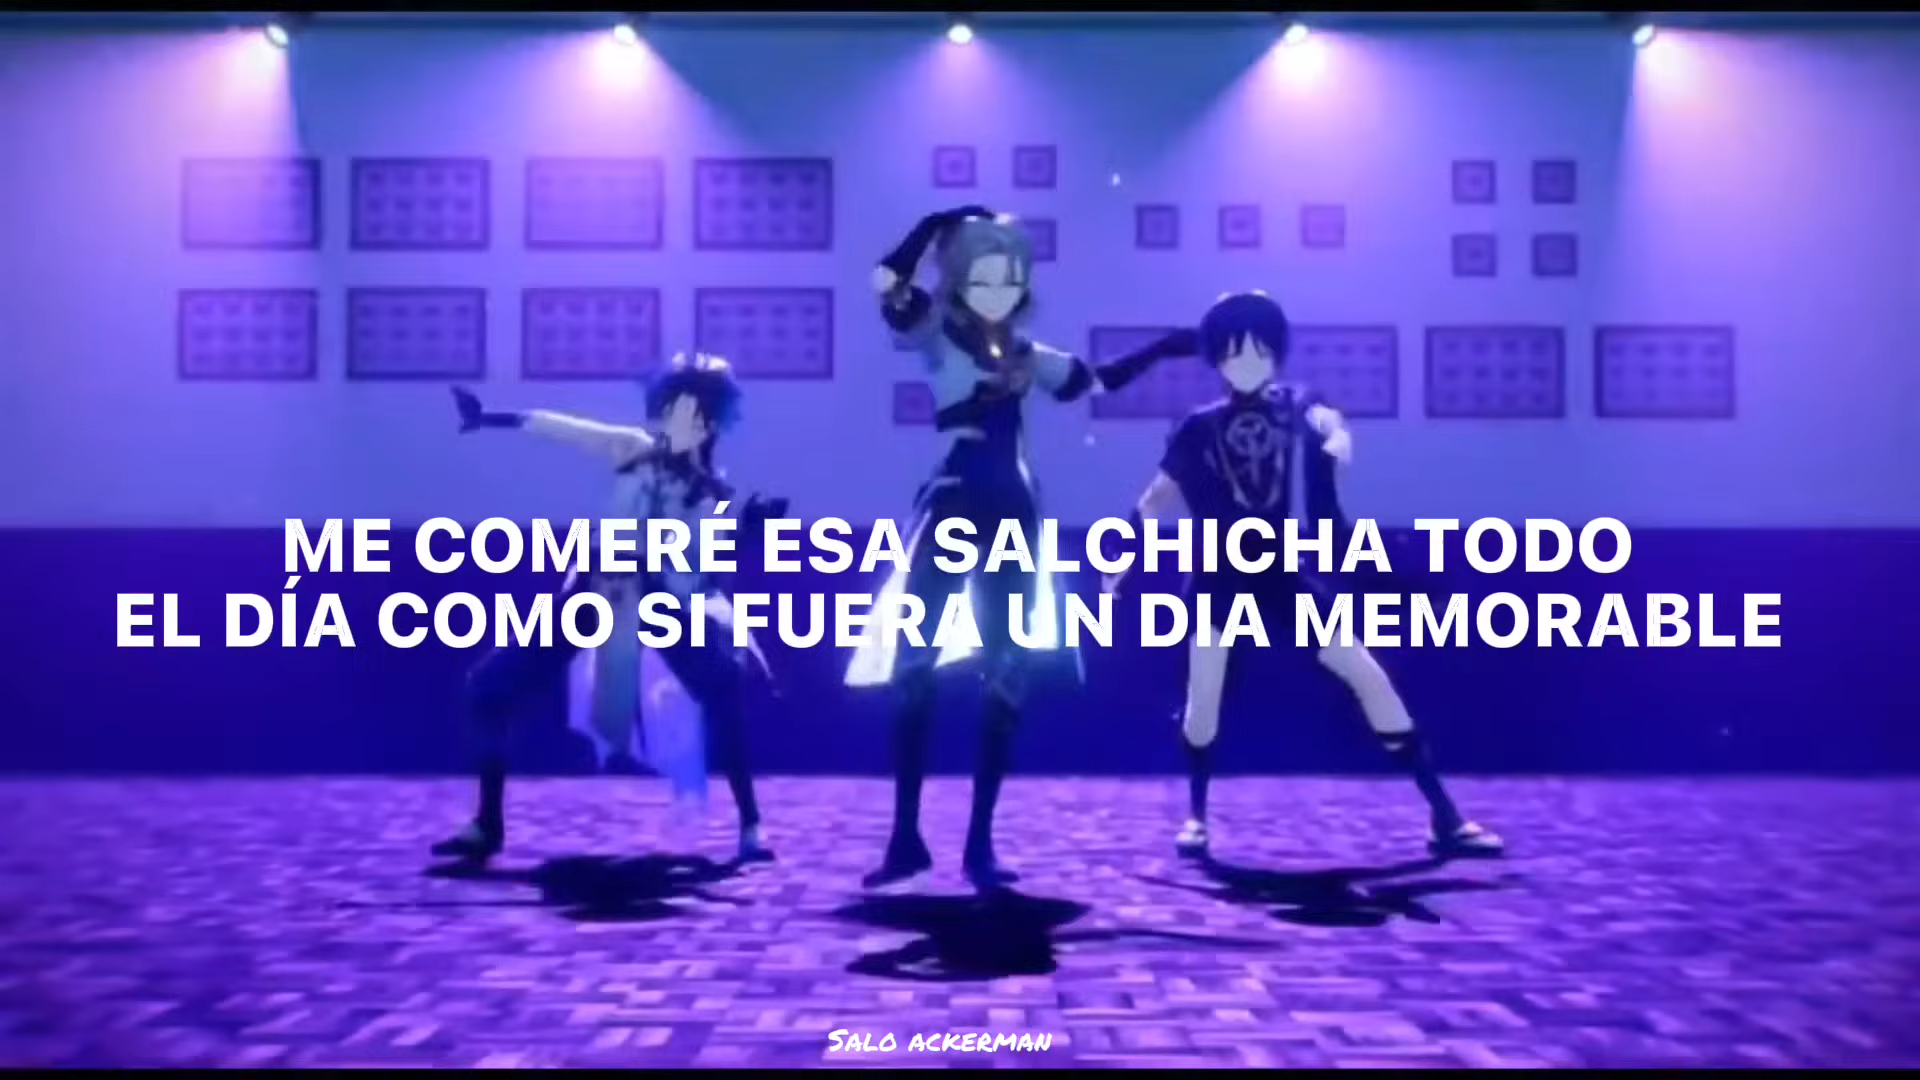 ME COMERÉ ESA SALCHICHA TODO
EL DÍA COMO SI FUERA UN DIA MEMORABLE
SALO ACKERMAN